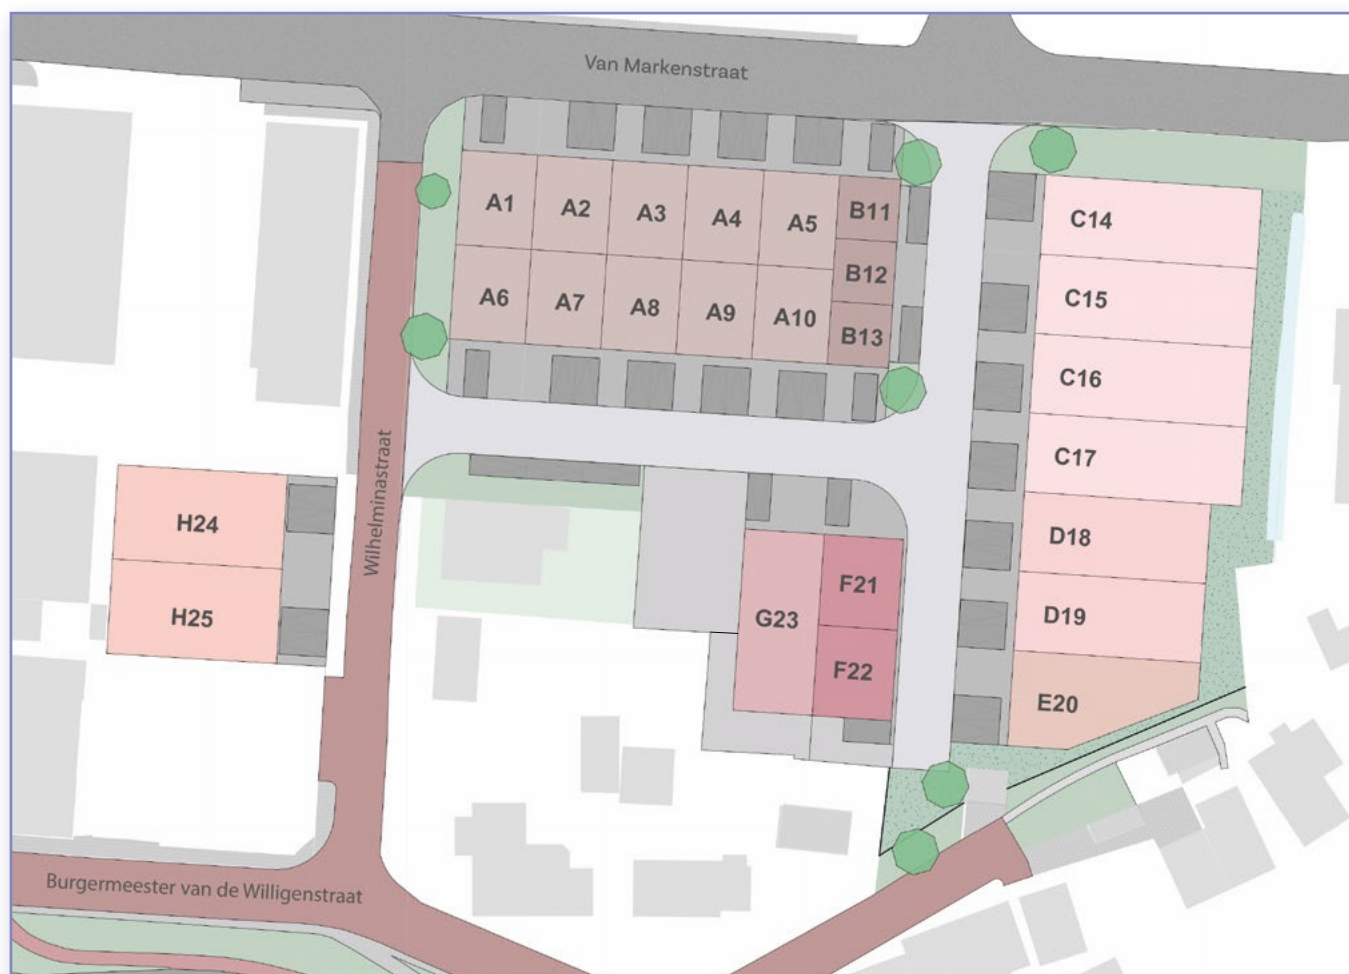 Van Markenstraat
A1 A2 A3 A4 A5 B11
C14
B12
A6 A7 A8 A9 A10 B13
C15
C16
C17
Wilhelminastraat
H24
D18
H25
G23
F21
D19
F22
E20
Burgermeester van de Willigenstraat